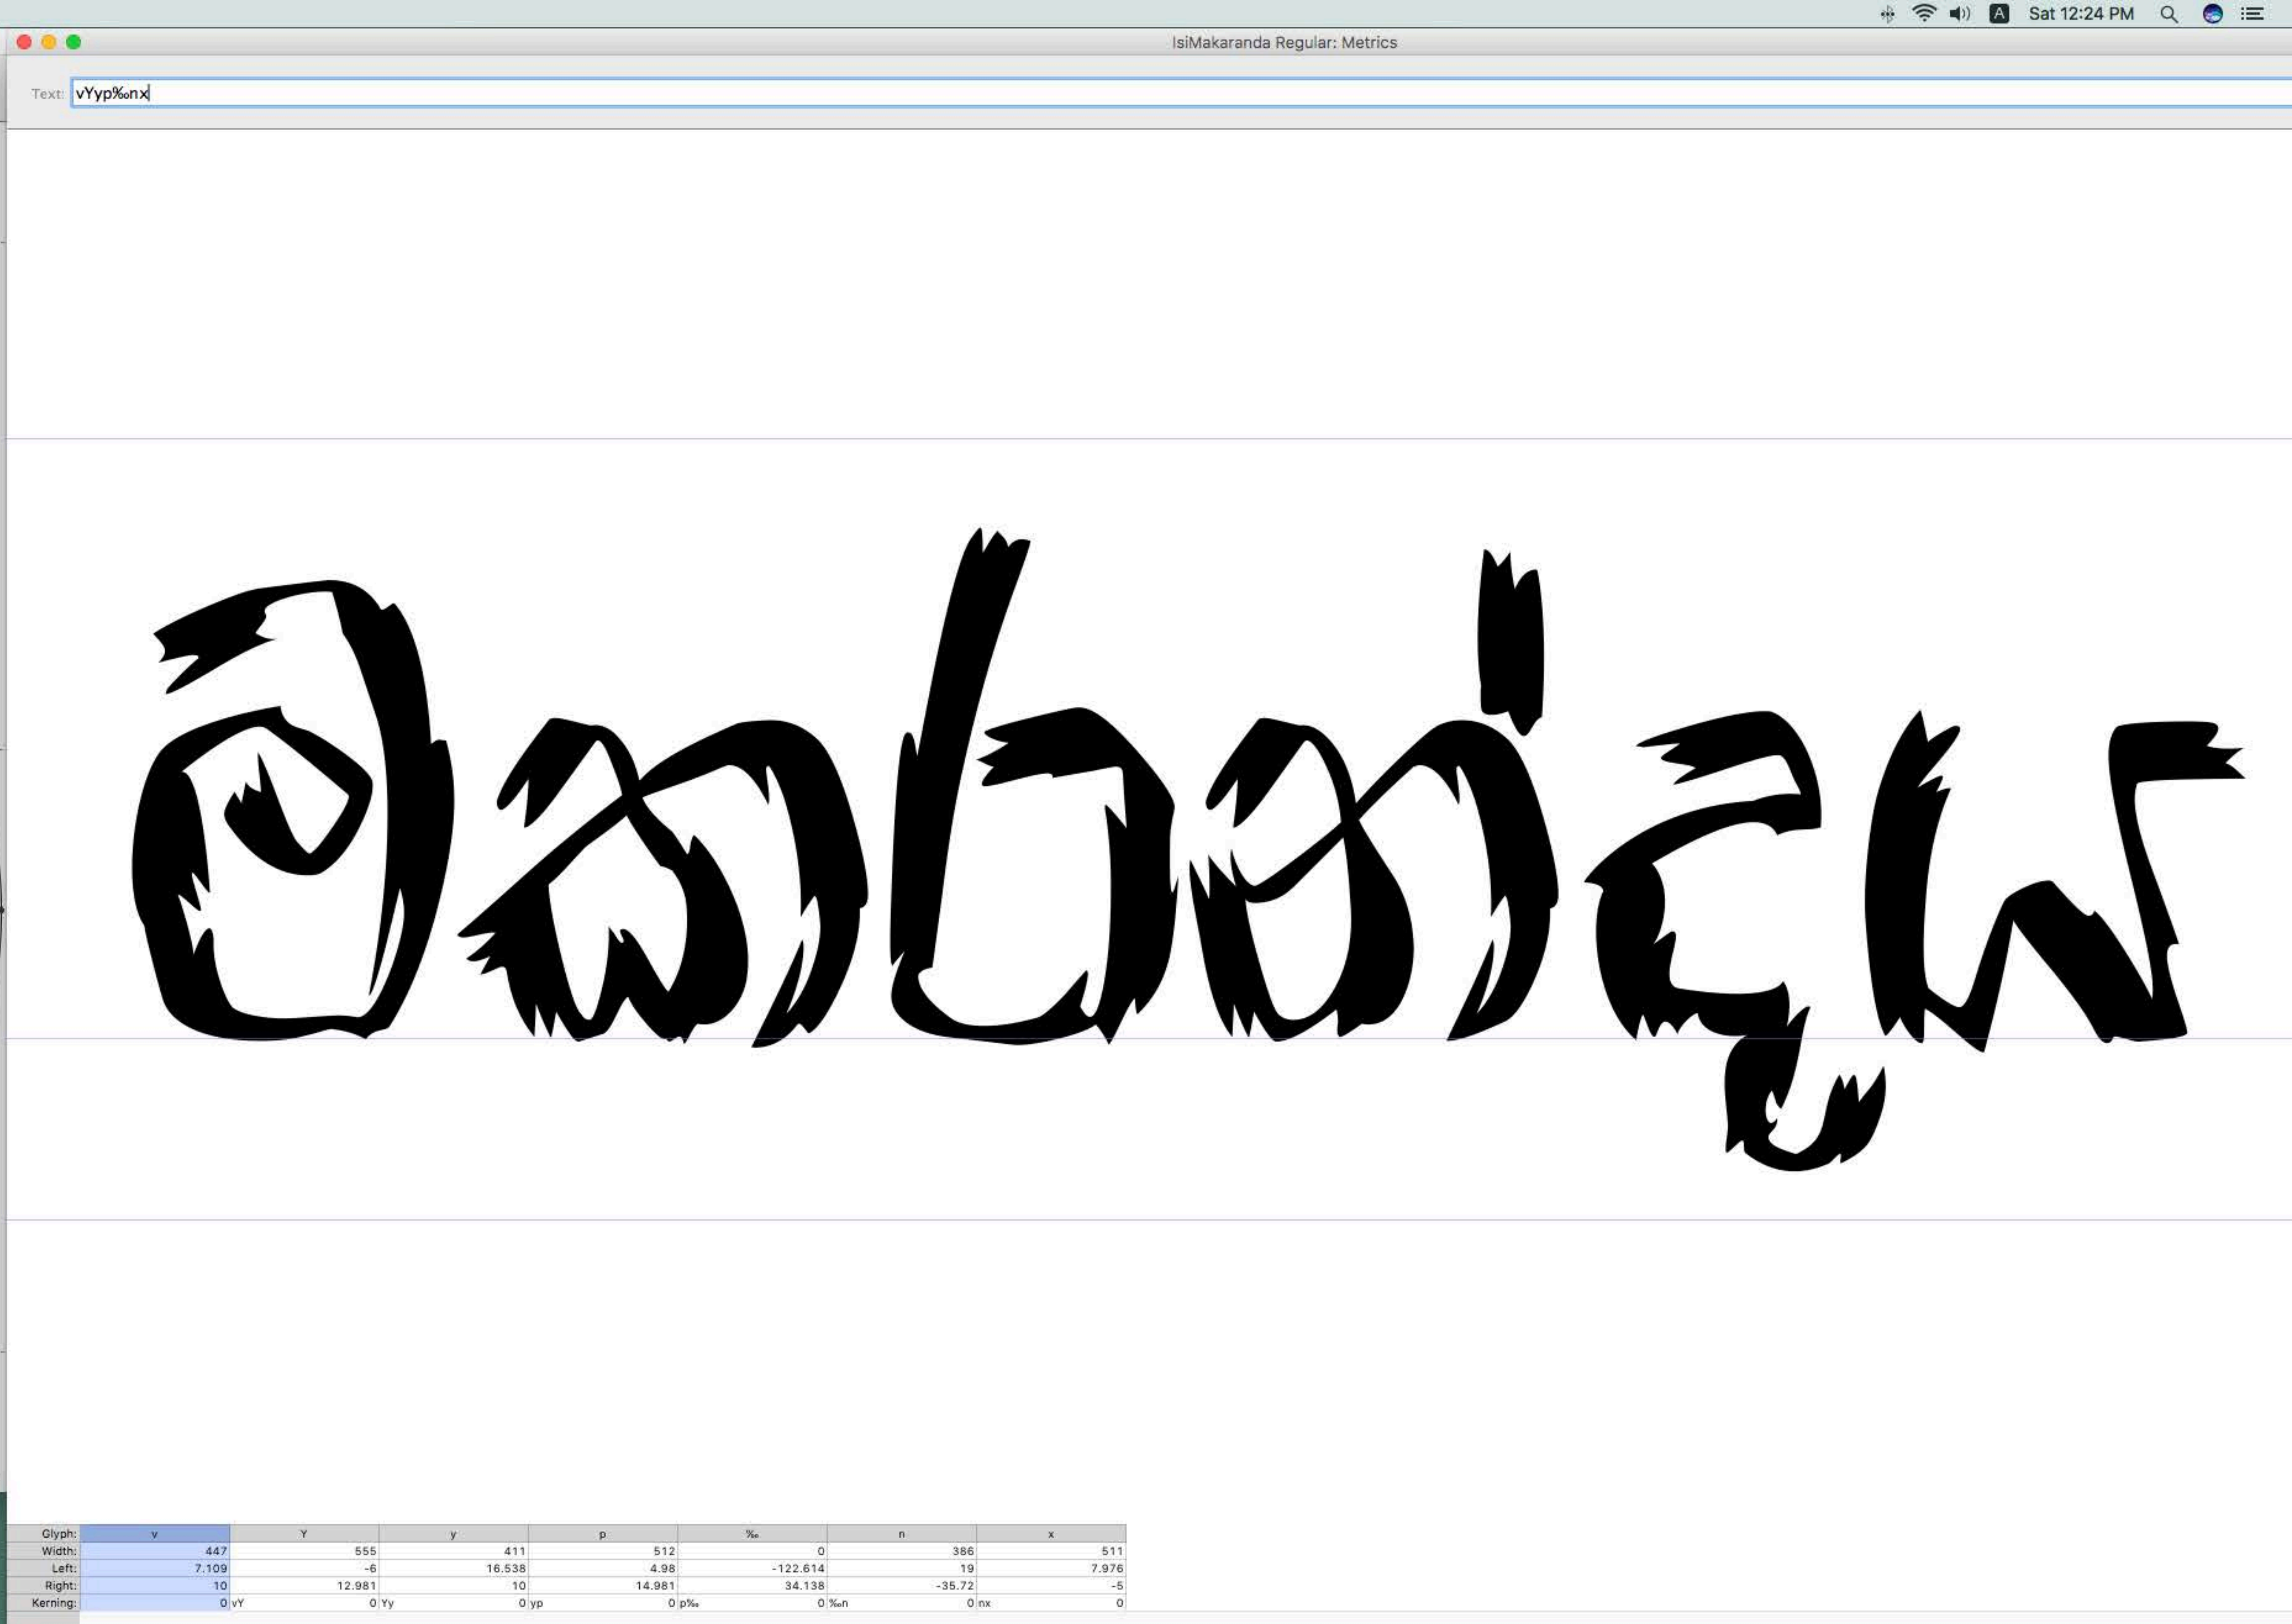 Sat 12:24 PM
IsiMakaranda Regular: Metrics
Text: vYyp‰nx
Glyph: v Y y p ‰ n x
Width: 447 555 411 512 0 386 511
Left: 7.109 -6 16.538 4.98 -122.614 19 7.976
Right: 10 12.981 10 14.981 34.138 -35.72 -5
Kerning: 0 vY 0 Yy 0 yp 0 p‰ 0 ‰n 0 nx 0